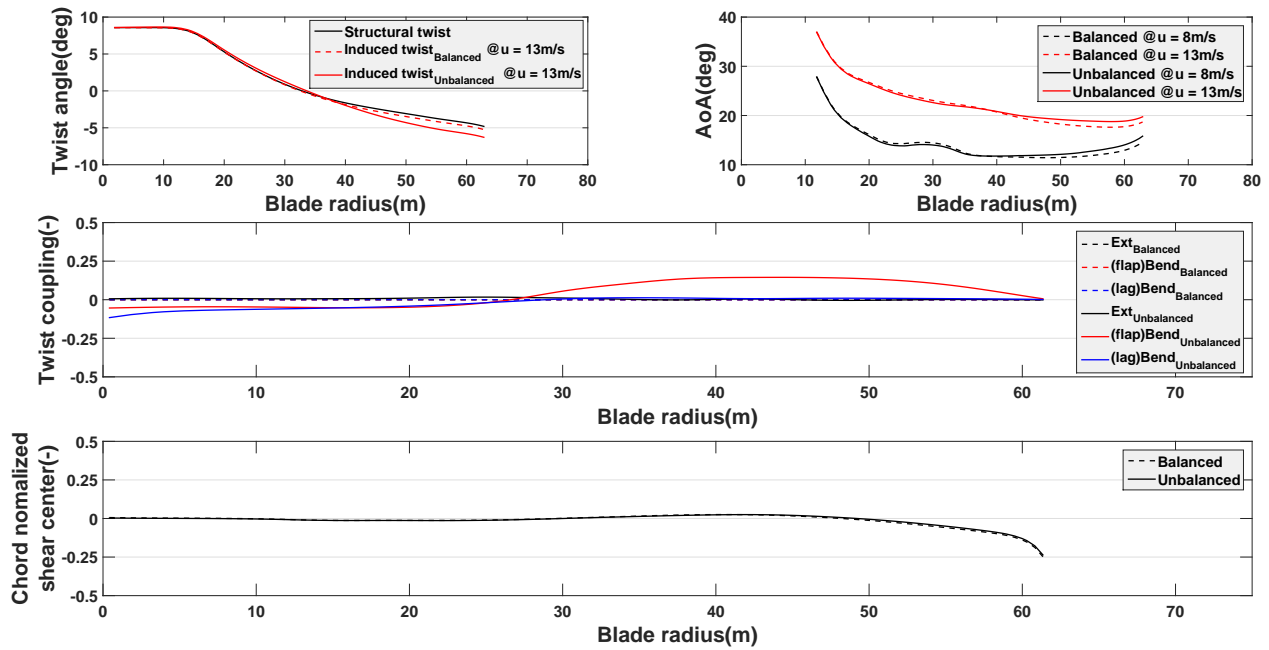 Twist angle(deg)
10
5
0
-5
-10
0 10 20 30 40 50 60 70 80
Blade radius(m)
Structural twist
Induced twist_Balanced @u = 13m/s
Induced twist_Unbalanced @u = 13m/s
AoA(deg)
40
30
20
10
0 10 20 30 40 50 60 70 80
Blade radius(m)
Balanced @u = 8m/s
Balanced @u = 13m/s
Unbalanced @u = 8m/s
Unbalanced @u = 13m/s
Twist coupling(-)
0.5
0.25
0
-0.25
-0.5
0 10 20 30 40 50 60 70
Blade radius(m)
Ext_Balanced
(flap)Bend_Balanced
(lag)Bend_Balanced
Ext_Unbalanced
(flap)Bend_Unbalanced
(lag)Bend_Unbalanced
Chord nomalized
shear center(-)
0.5
0.25
0
-0.25
-0.5
0 10 20 30 40 50 60 70
Blade radius(m)
Balanced
Unbalanced